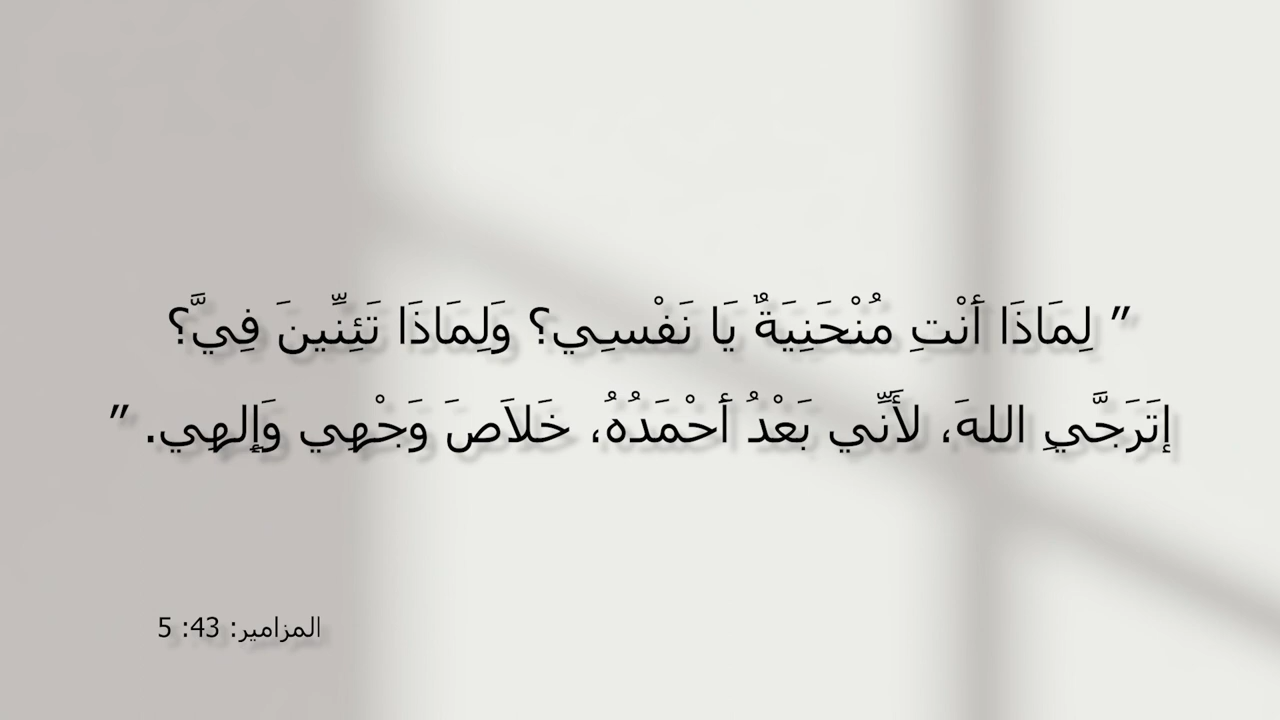 ” لِمَاذَا أَنْتِ مُنْحَنِيَةٌ يَا نَفْسِي؟ وَلِمَاذَا تَئِنِّينَ فِيَّ؟
إتَرَجَّيِ اللهَ، لأَنِّي بَعْدُ أَحْمَدُهُ، خَلاَصَ وَجْهِي وَإِلهِي. ”
المزامير: 43: 5